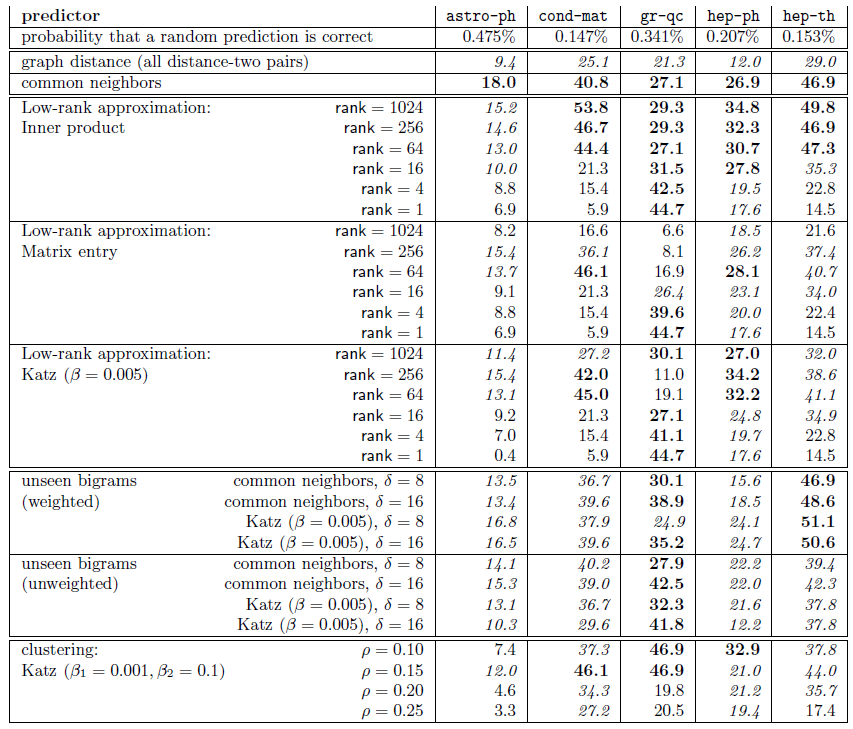 predictor astro-ph cond-mat gr-qc hep-ph hep-th
probability that a random prediction is correct 0.475% 0.147% 0.341% 0.207% 0.153%
graph distance (all distance-two pairs) 9.4 25.1 21.3 12.0 29.0
common neighbors 18.0 40.8 27.1 26.9 46.9
Low-rank approximation: rank = 1024 15.2 53.8 29.3 34.8 49.8
Inner product rank = 256 14.6 46.7 29.3 32.3 46.9
rank = 64 13.0 44.4 27.1 30.7 47.3
rank = 16 10.0 21.3 31.5 27.8 35.3
rank = 4 8.8 15.4 42.5 19.5 22.8
rank = 1 6.9 5.9 44.7 17.6 14.5
Low-rank approximation: rank = 1024 8.2 16.6 6.6 18.5 21.6
Matrix entry rank = 256 15.4 36.1 8.1 26.2 37.4
rank = 64 13.7 46.1 16.9 28.1 40.7
rank = 16 9.1 21.3 26.4 23.1 34.0
rank = 4 8.8 15.4 39.6 20.0 22.4
rank = 1 6.9 5.9 44.7 17.6 14.5
Low-rank approximation: rank = 1024 11.4 27.2 30.1 27.0 32.0
Katz (β = 0.005) rank = 256 15.4 42.0 11.0 34.2 38.6
rank = 64 13.1 45.0 19.1 32.2 41.1
rank = 16 9.2 21.3 27.1 24.8 34.9
rank = 4 7.0 15.4 41.1 19.7 22.8
rank = 1 0.4 5.9 44.7 17.6 14.5
unseen bigrams common neighbors, δ = 8 13.5 36.7 30.1 15.6 46.9
(weighted) common neighbors, δ = 16 13.4 39.6 38.9 18.5 48.6
Katz (β = 0.005), δ = 8 16.8 37.9 24.9 24.1 51.1
Katz (β = 0.005), δ = 16 16.5 39.6 35.2 24.7 50.6
unseen bigrams common neighbors, δ = 8 14.1 40.2 27.9 22.2 39.4
(unweighted) common neighbors, δ = 16 15.3 39.0 42.5 22.0 42.3
Katz (β = 0.005), δ = 8 13.1 36.7 32.3 21.6 37.8
Katz (β = 0.005), δ = 16 10.3 29.6 41.8 12.2 37.8
clustering: ρ = 0.10 7.4 37.3 46.9 32.9 37.8
Katz (β₁ = 0.001, β₂ = 0.1) ρ = 0.15 12.0 46.1 46.9 21.0 44.0
ρ = 0.20 4.6 34.3 19.8 21.2 35.7
ρ = 0.25 3.3 27.2 20.5 19.4 17.4